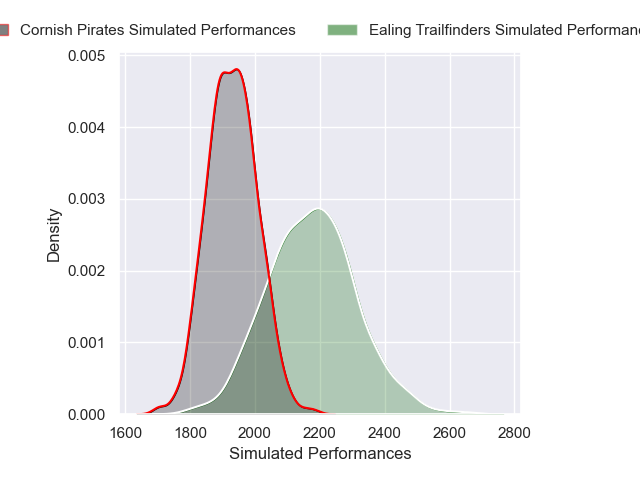 Cornish Pirates Simulated Performances
Ealing Trailfinders Simulated
0.005
0.004
0.003
0.002
0.001
0.000
Density
1600 1800 2000 2200 2400 2600 2800
Simulated Performances